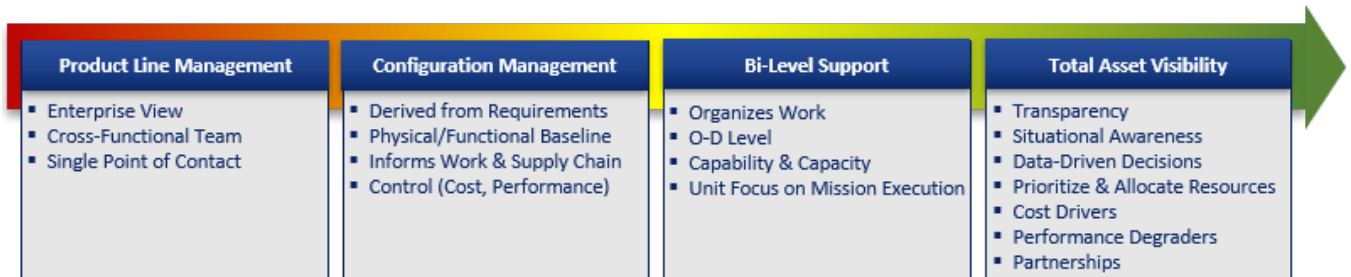 Product Line Management
▪ Enterprise View
▪ Cross-Functional Team
▪ Single Point of Contact
Configuration Management
▪ Derived from Requirements
▪ Physical/Functional Baseline
▪ Informs Work & Supply Chain
▪ Control (Cost, Performance)
Bi-Level Support
▪ Organizes Work
▪ O-D Level
▪ Capability & Capacity
▪ Unit Focus on Mission Execution
Total Asset Visibility
▪ Transparency
▪ Situational Awareness
▪ Data-Driven Decisions
▪ Prioritize & Allocate Resources
▪ Cost Drivers
▪ Performance Degraders
▪ Partnerships